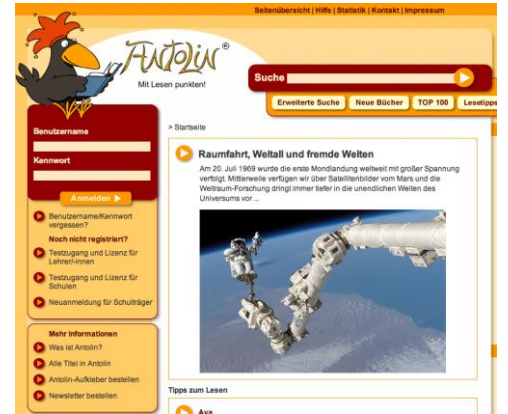 Seitenübersicht | Hilfe | Statistik | Kontakt | Impressum
ANTOLIN®
Mit Lesen punkten!
Suche
Erweiterte Suche
Neue Bücher
TOP 100
Lesetipps
Benutzername
Kennwort
Anmelden
Benutzername/Kennwort
vergessen?
Noch nicht registriert?
Testzugang und Lizenz für
Lehrer/-innen
Testzugang und Lizenz für
Schulen
Neuanmeldung für Schulträger
Mehr Informationen
Was ist Antolin?
Alle Titel in Antolin
Antolin-Aufkleber bestellen
Newsletter bestellen
> Startseite
Raumfahrt, Weltall und fremde Welten
Am 20. Juli 1969 wurde die erste Mondlandung weltweit mit großer Spannung
verfolgt. Mittlerweile verfügen wir über Satellitenbilder vom Mars und die
Weltraum-Forschung dringt immer tiefer in die unendlichen Weiten des
Universums vor ...
Tipps zum Lesen
Aya